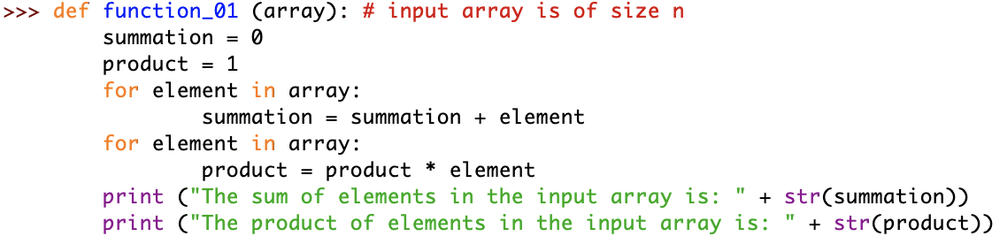 >>> def function_01 (array): # input array is of size n
        summation = 0
        product = 1
        for element in array:
                summation = summation + element
        for element in array:
                product = product * element
        print ("The sum of elements in the input array is: " + str(summation))
        print ("The product of elements in the input array is: " + str(product))